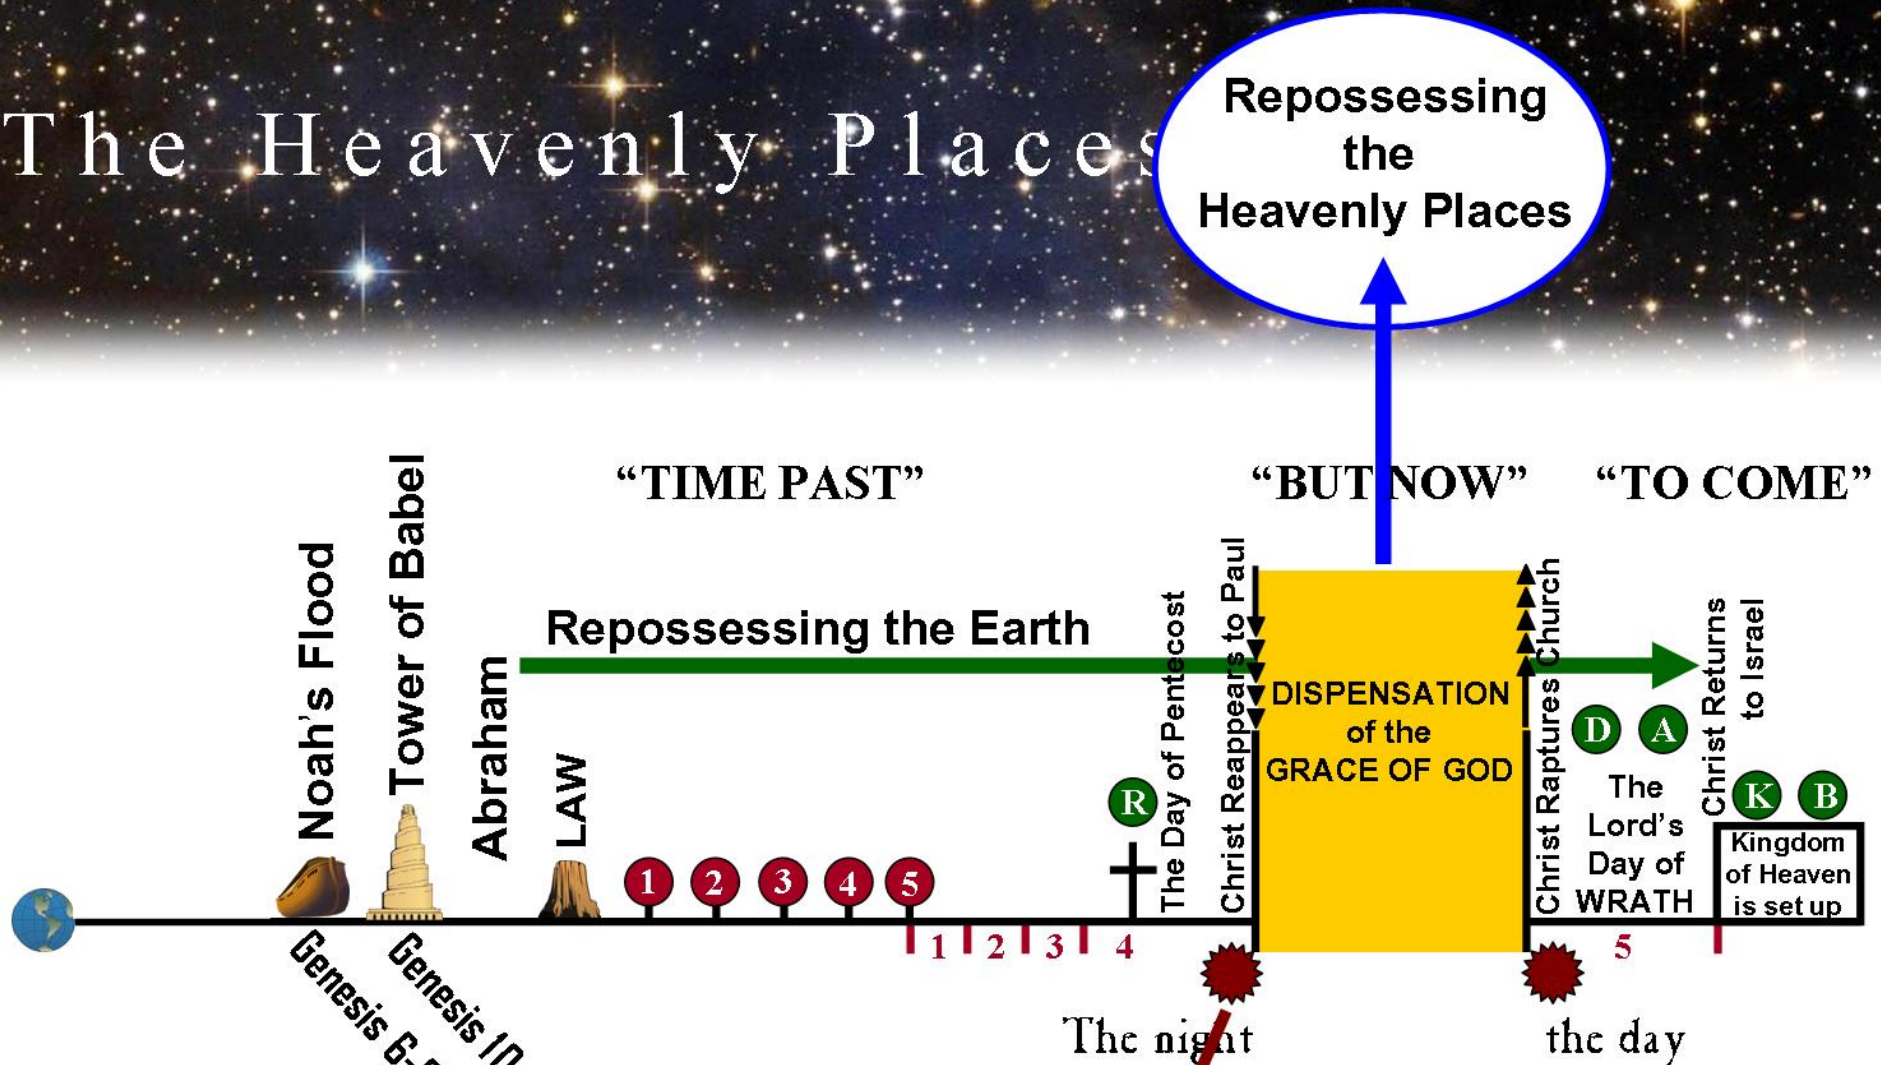 The Heavenly Places
Repossessing
the
Heavenly Places
“TIME PAST”
“BUT NOW”
“TO COME”
Noah's Flood
Tower of Babel
Abraham
LAW
Repossessing the Earth
1
2
3
4
5
R
The Day of Pentecost
Christ Reappears to Paul
DISPENSATION
of the
GRACE OF GOD
Christ Raptures Church
D
A
The
Lord's
Day of
WRATH
Christ Returns
to Israel
K
B
Kingdom
of Heaven
is set up
1
2
3
4
5
Genesis
Genesis 10
The night
the day